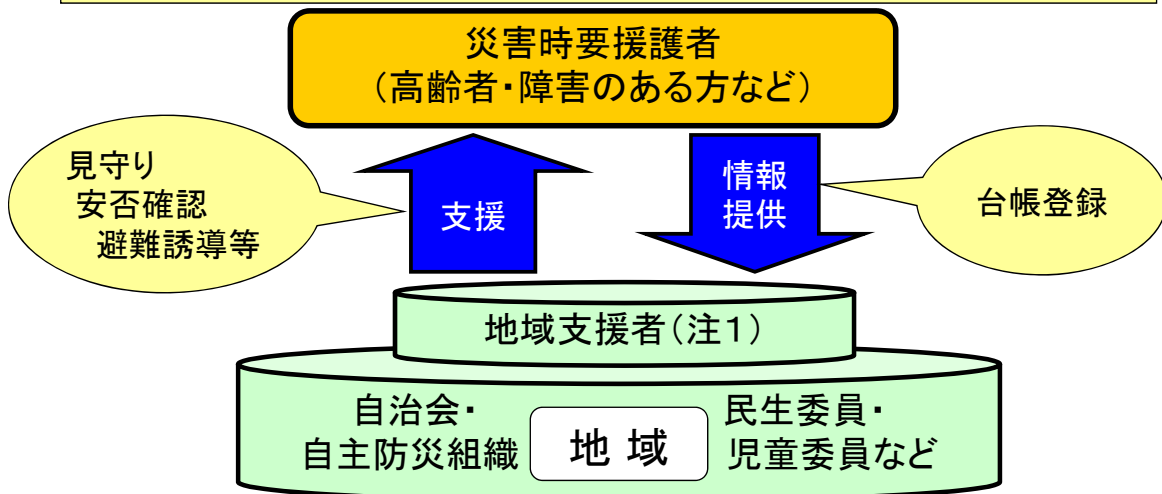 災害時要援護者
（高齢者・障害のある方など）
見守り
安否確認
避難誘導等
支援
情報
提供
台帳登録
地域支援者（注１）
自治会・
自主防災組織
地 域
民生委員・
児童委員など